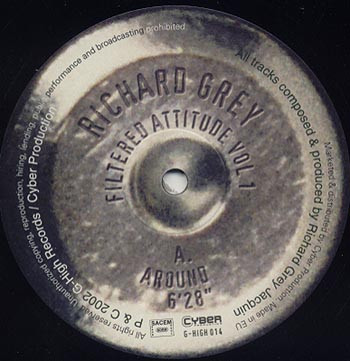 RICHARD GREY
FILTERED ATTITUDE VOL. 1
A.
AROUND
6'28"
SACEM
CYBER
G-HIGH 014
All tracks composed & produced by Richard Grey Jacquin
Marketed & distributed by Cyber Production. Made in EU
P & C 2002 G-High Records / Cyber Production
All rights reserved. Unauthorized copying, reproduction, hiring, lending, public performance and broadcasting prohibited